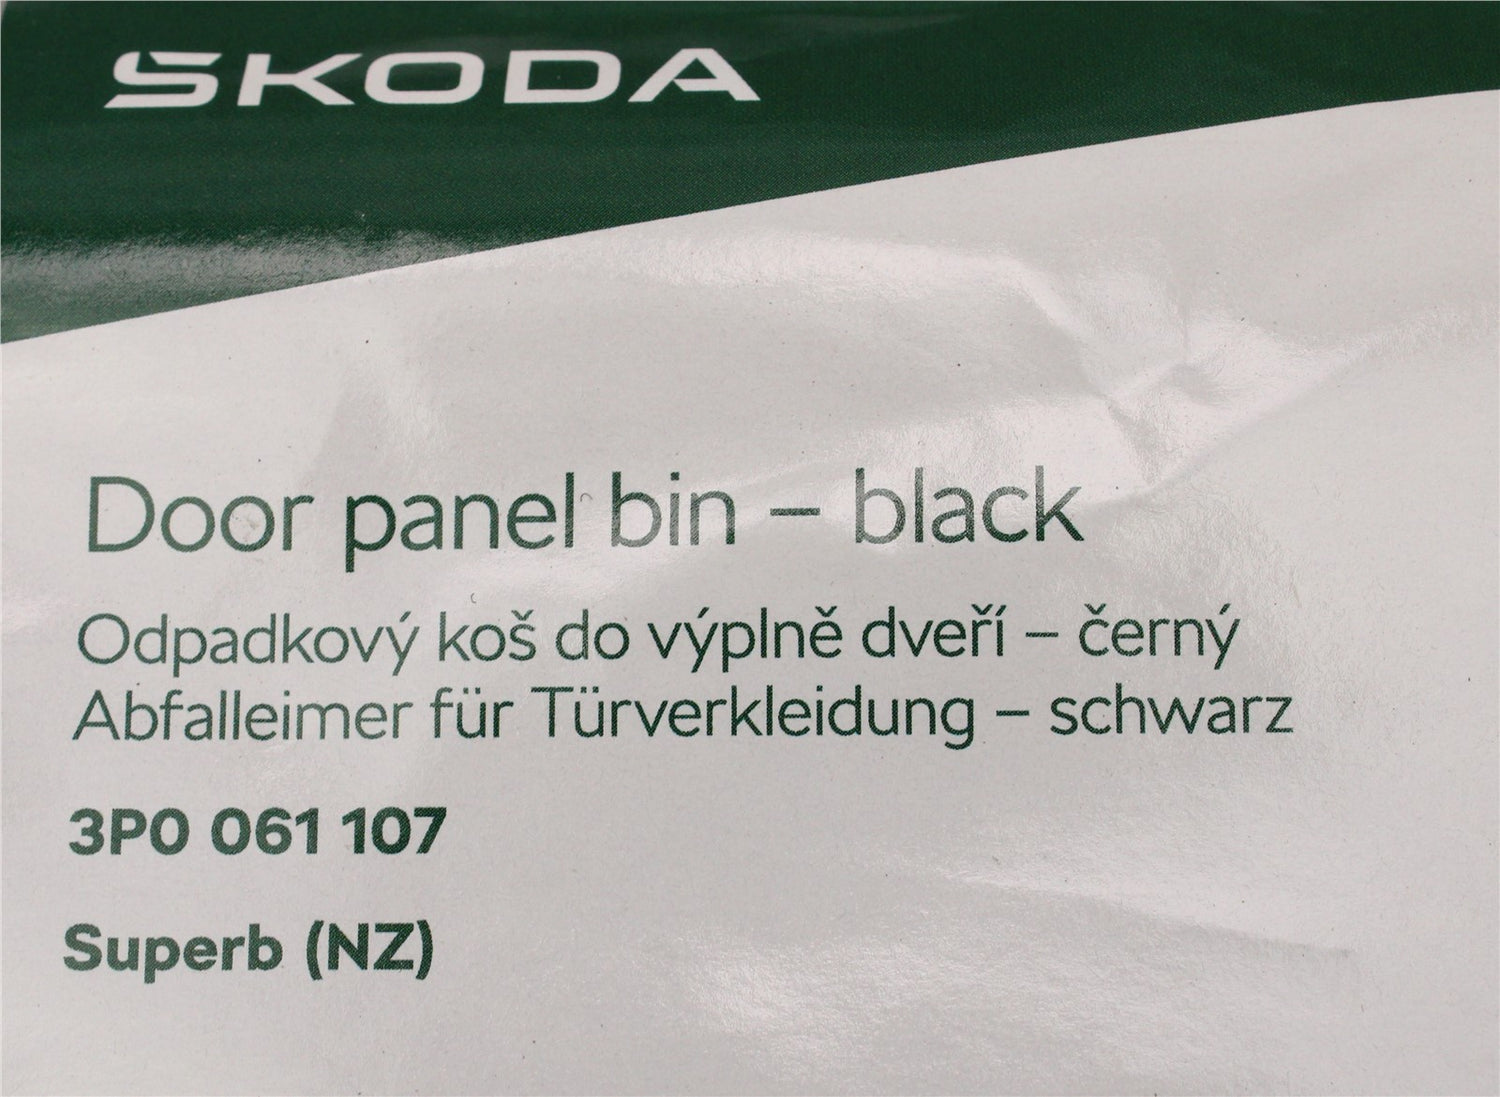 ŠKODA
Door panel bin – black
Odpadkový koš do výplně dveří – černý
Abfalleimer für Türverkleidung – schwarz
3P0 061 107
Superb (NZ)